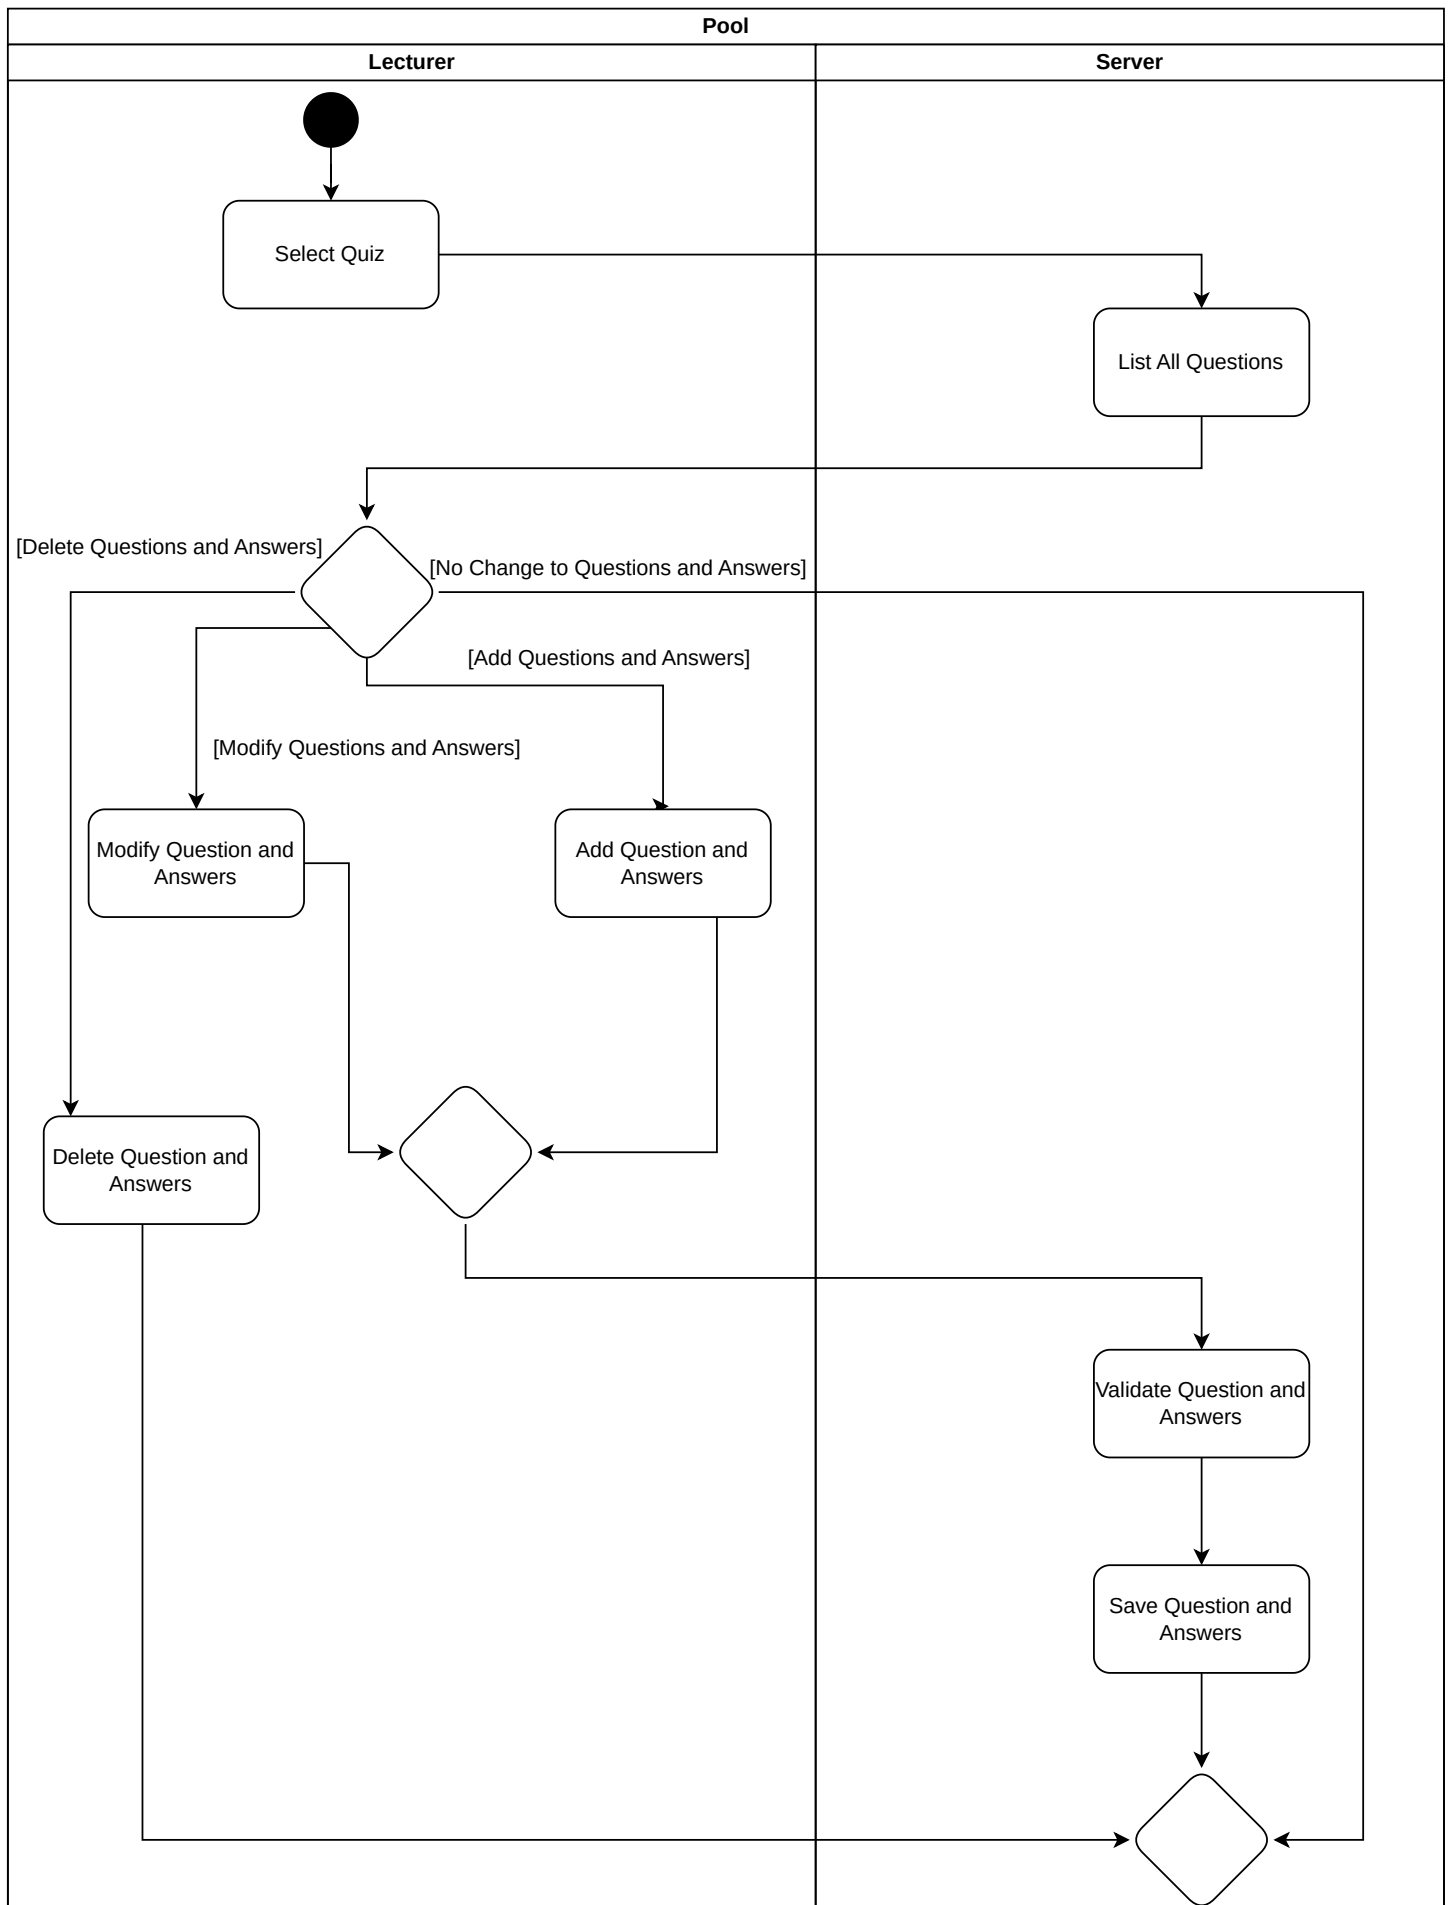 Pool
Lecturer
Server
Select Quiz
List All Questions
[Delete Questions and Answers]
[No Change to Questions and Answers]
[Add Questions and Answers]
[Modify Questions and Answers]
Modify Question and
Answers
Add Question and
Answers
Delete Question and
Answers
Validate Question and
Answers
Save Question and
Answers